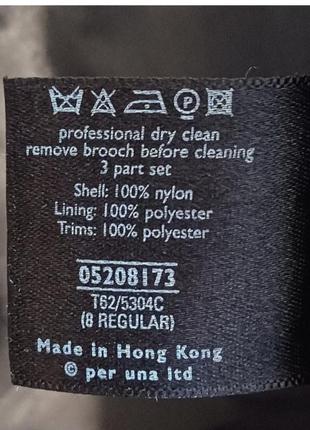 P
professional dry clean
remove brooch before cleaning
3 part set
Shell: 100% nylon
Lining: 100% polyester
Trims: 100% polyester
05208173
T62/5304C
(8 REGULAR)
Made in Hong Kong
© per una ltd